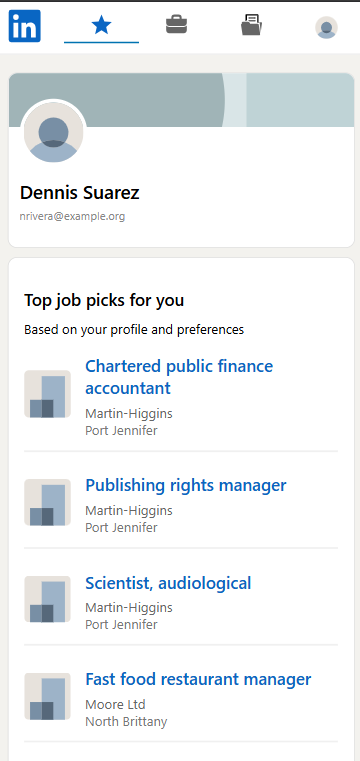 in
Dennis Suarez
nrivera@example.org
Top job picks for you
Based on your profile and preferences
Chartered public finance
accountant
Martin-Higgins
Port Jennifer
Publishing rights manager
Martin-Higgins
Port Jennifer
Scientist, audiological
Martin-Higgins
Port Jennifer
Fast food restaurant manager
Moore Ltd
North Brittany